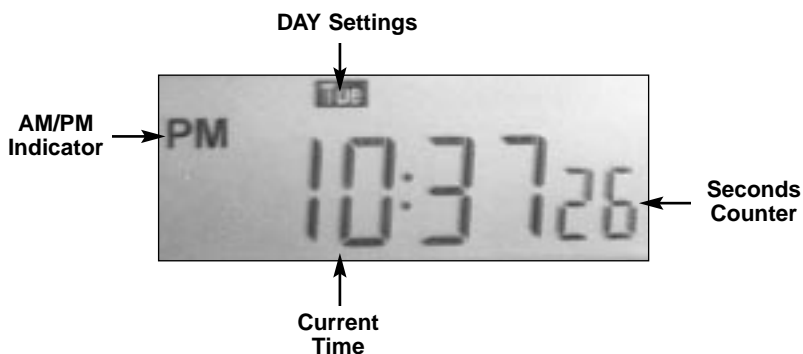 DAY Settings
Tue
AM/PM
Indicator
PM
10:37 26
Seconds
Counter
Current
Time